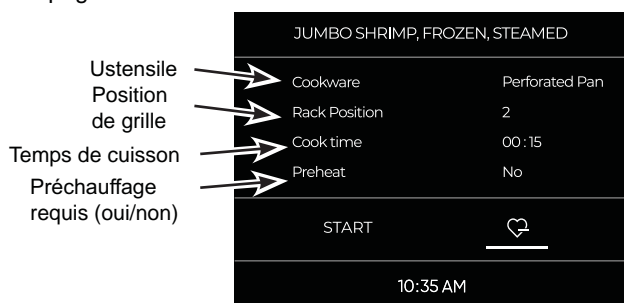 JUMBO SHRIMP, FROZEN, STEAMED
Ustensile
Position
de grille
Temps de cuisson
Préchauffage
requis (oui/non)
Cookware Perforated Pan
Rack Position 2
Cook time 00 : 15
Preheat No
START
10:35 AM